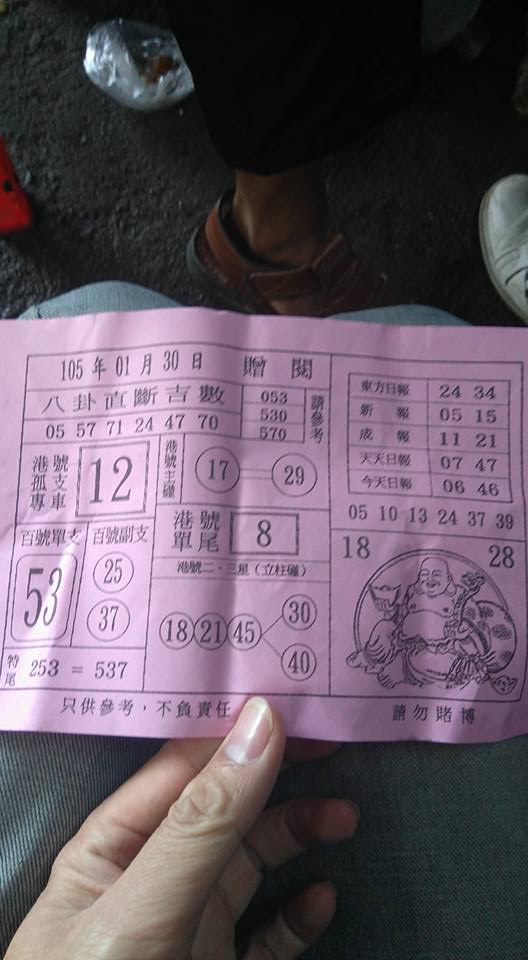 105年01月30日 贈閱
八卦直斷吉數
05 57 71 24 47 70
053
530
570
請參考
港號孤支專車
12
港號主碰
17 29
港號單尾
8
百號單支
53
百號副支
25
37
港號二·三星(立柱碰)
18 21 45
30
40
特尾 253 = 537
東方日報 24 34
新報 05 15
成報 11 21
天天日報 07 47
今天日報 06 46
05 10 13 24 37 39
18 28
只供參考,不負責任
請勿賭博